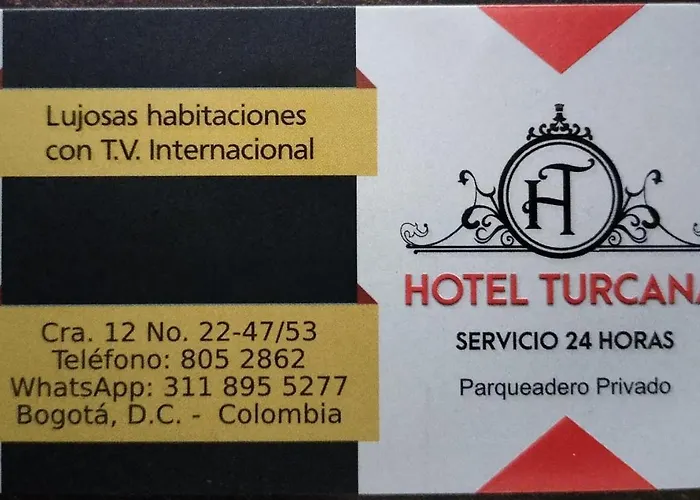 Lujosas habitaciones
con T.V. Internacional
Cra. 12 No. 22-47/53
Teléfono: 805 2862
WhatsApp: 311 895 5277
Bogotá, D.C. - Colombia
HT
HOTEL TURCANA
SERVICIO 24 HORAS
Parqueadero Privado